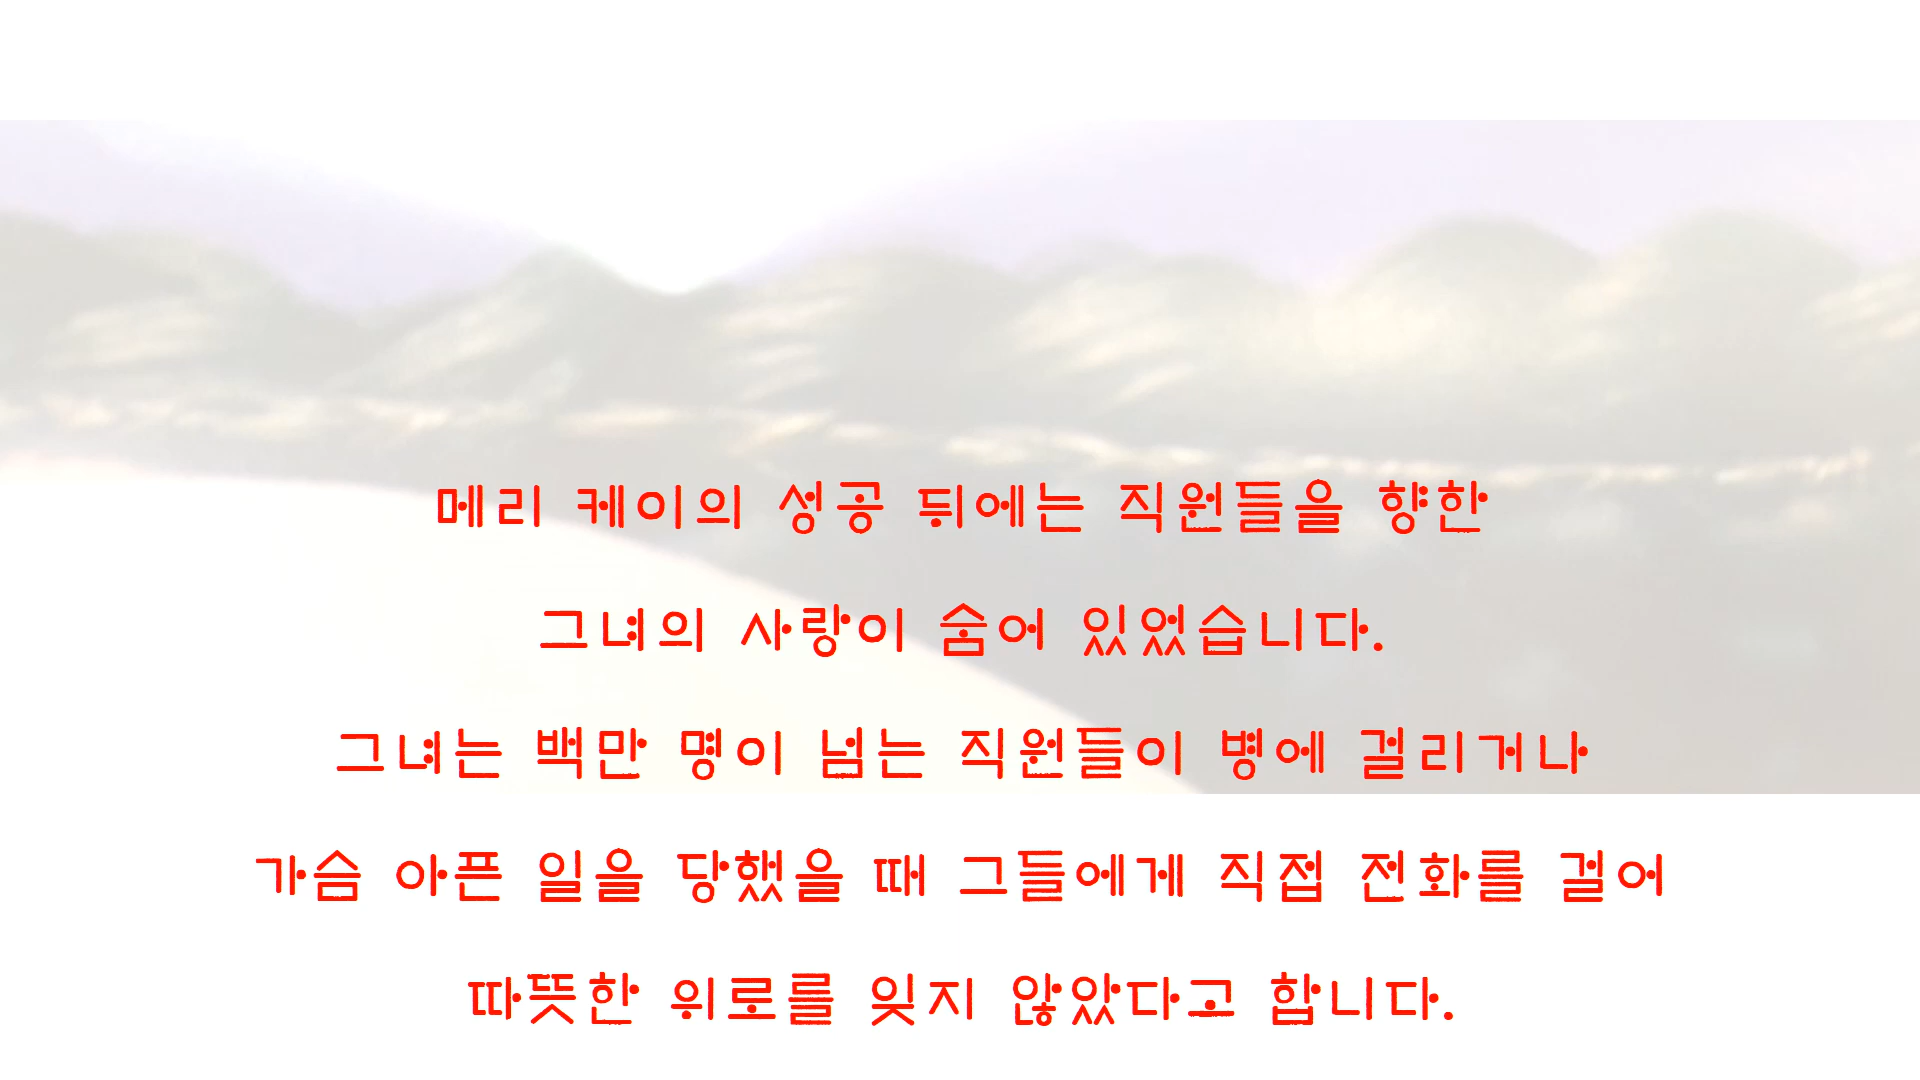 메리 케이의 성공 뒤에는 직원들을 향한
그녀의 사랑이 숨어 있었습니다.
그녀는 백만 명이 넘는 직원들이 병에 걸리거나
가슴 아픈 일을 당했을 때 그들에게 직접 전화를 걸어
따뜻한 위로를 잊지 않았다고 합니다.